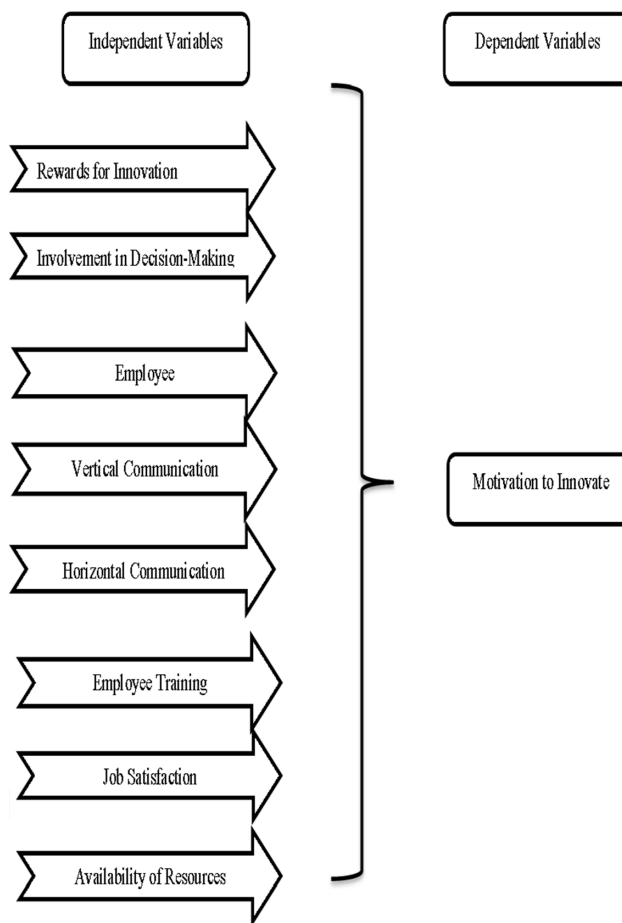 Independent Variables
Dependent Variables
Rewards for Innovation
Involvement in Decision-Making
Employee
Vertical Communication
Motivation to Innovate
Horizontal Communication
Employee Training
Job Satisfaction
Availability of Resources